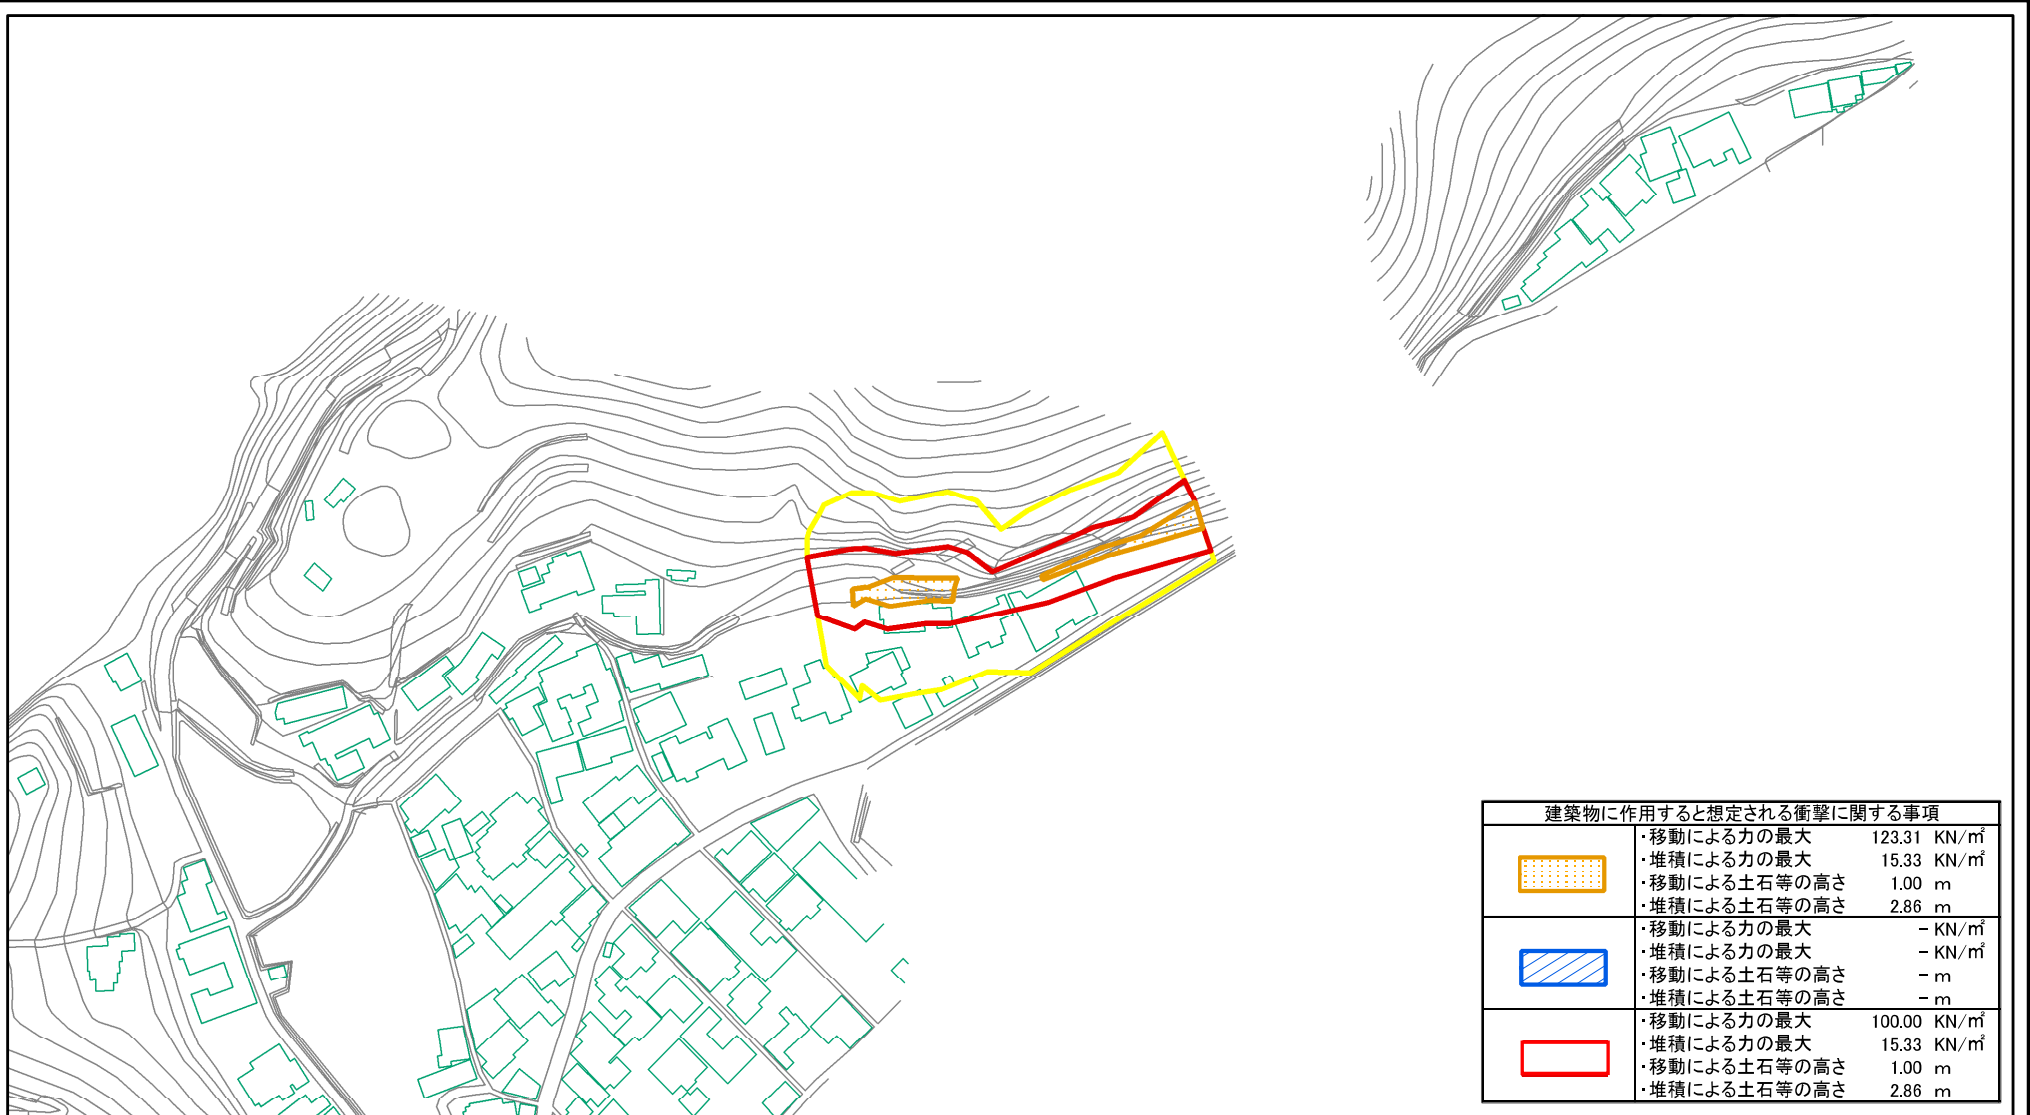 建築物に作用すると想定される衝撃に関する事項
・移動による力の最大 123.31 KN/㎡
・堆積による力の最大 15.33 KN/㎡
・移動による土石等の高さ 1.00 m
・堆積による土石等の高さ 2.86 m
・移動による力の最大 - KN/㎡
・堆積による力の最大 - KN/㎡
・移動による土石等の高さ - m
・堆積による土石等の高さ - m
・移動による力の最大 100.00 KN/㎡
・堆積による力の最大 15.33 KN/㎡
・移動による土石等の高さ 1.00 m
・堆積による土石等の高さ 2.86 m